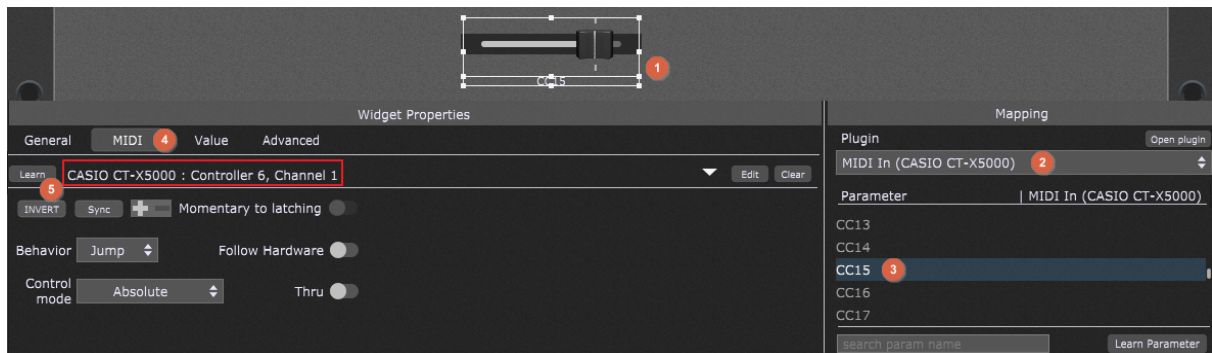 CC15
1
Widget Properties
Mapping
General MIDI 4 Value Advanced
Plugin Open plugin
Learn CASIO CT-X5000 : Controller 6, Channel 1 Edit Clear
MIDI In (CASIO CT-X5000) 2
5
INVERT Sync Momentary to latching
Parameter | MIDI In (CASIO CT-X5000)
CC13
Behavior Jump Follow Hardware
CC14
CC15 3
Control mode Absolute Thru
CC16
CC17
search param name Learn Parameter